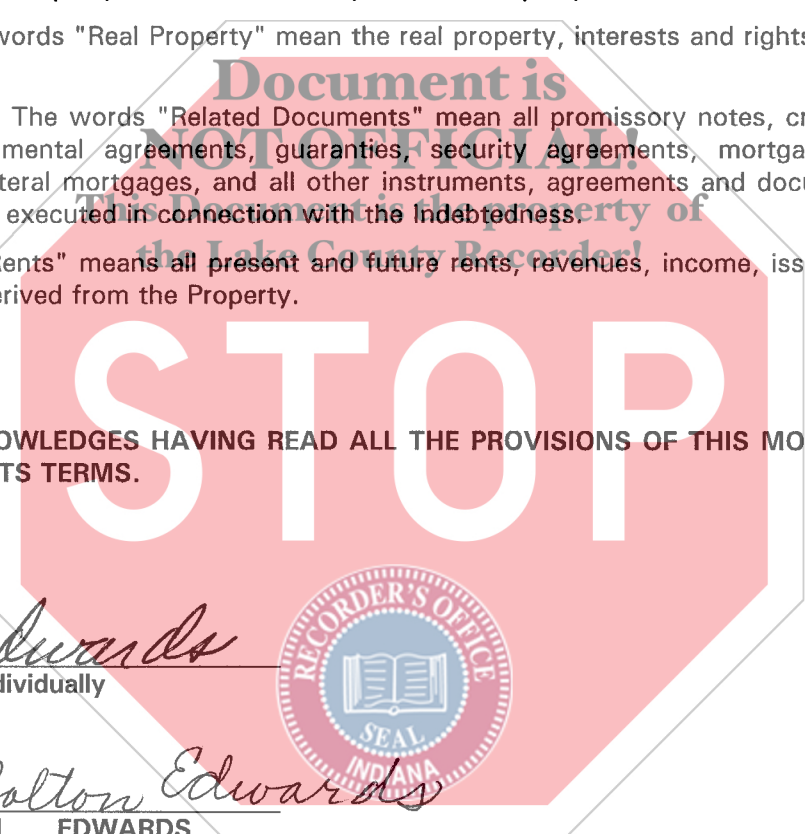 words "Real Property" mean the real property, interests and rights
Document is
The words "Related Documents" mean all promissory notes, cr
NOT OFFICIAL!
mental agreements, guaranties, security agreements, mortga
teral mortgages, and all other instruments, agreements and docu
This Document is the property of
executed in connection with the Indebtedness.
the Lake County Recorder!
ents" means all present and future rents, revenues, income, iss
erived from the Property.
STOP
OWLEDGES HAVING READ ALL THE PROVISIONS OF THIS MO
TS TERMS.
RECORDER'S OFFICE
dwards
dividually
SEAL
INDIANA
olton Edwards
EDWARDS